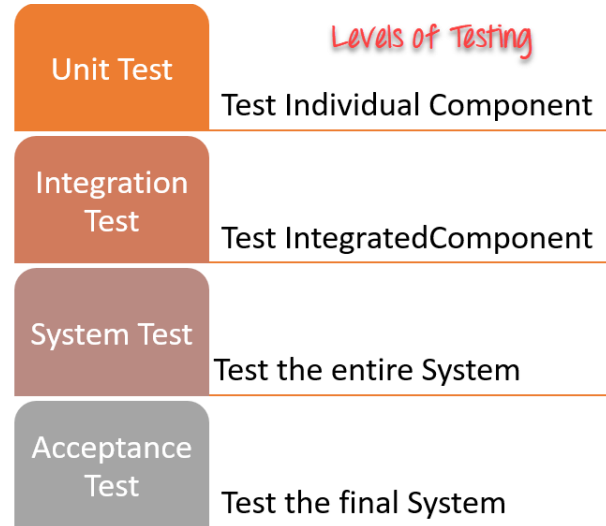 Levels of Testing
Unit Test
Test Individual Component
Integration
Test
Test IntegratedComponent
System Test
Test the entire System
Acceptance
Test
Test the final System